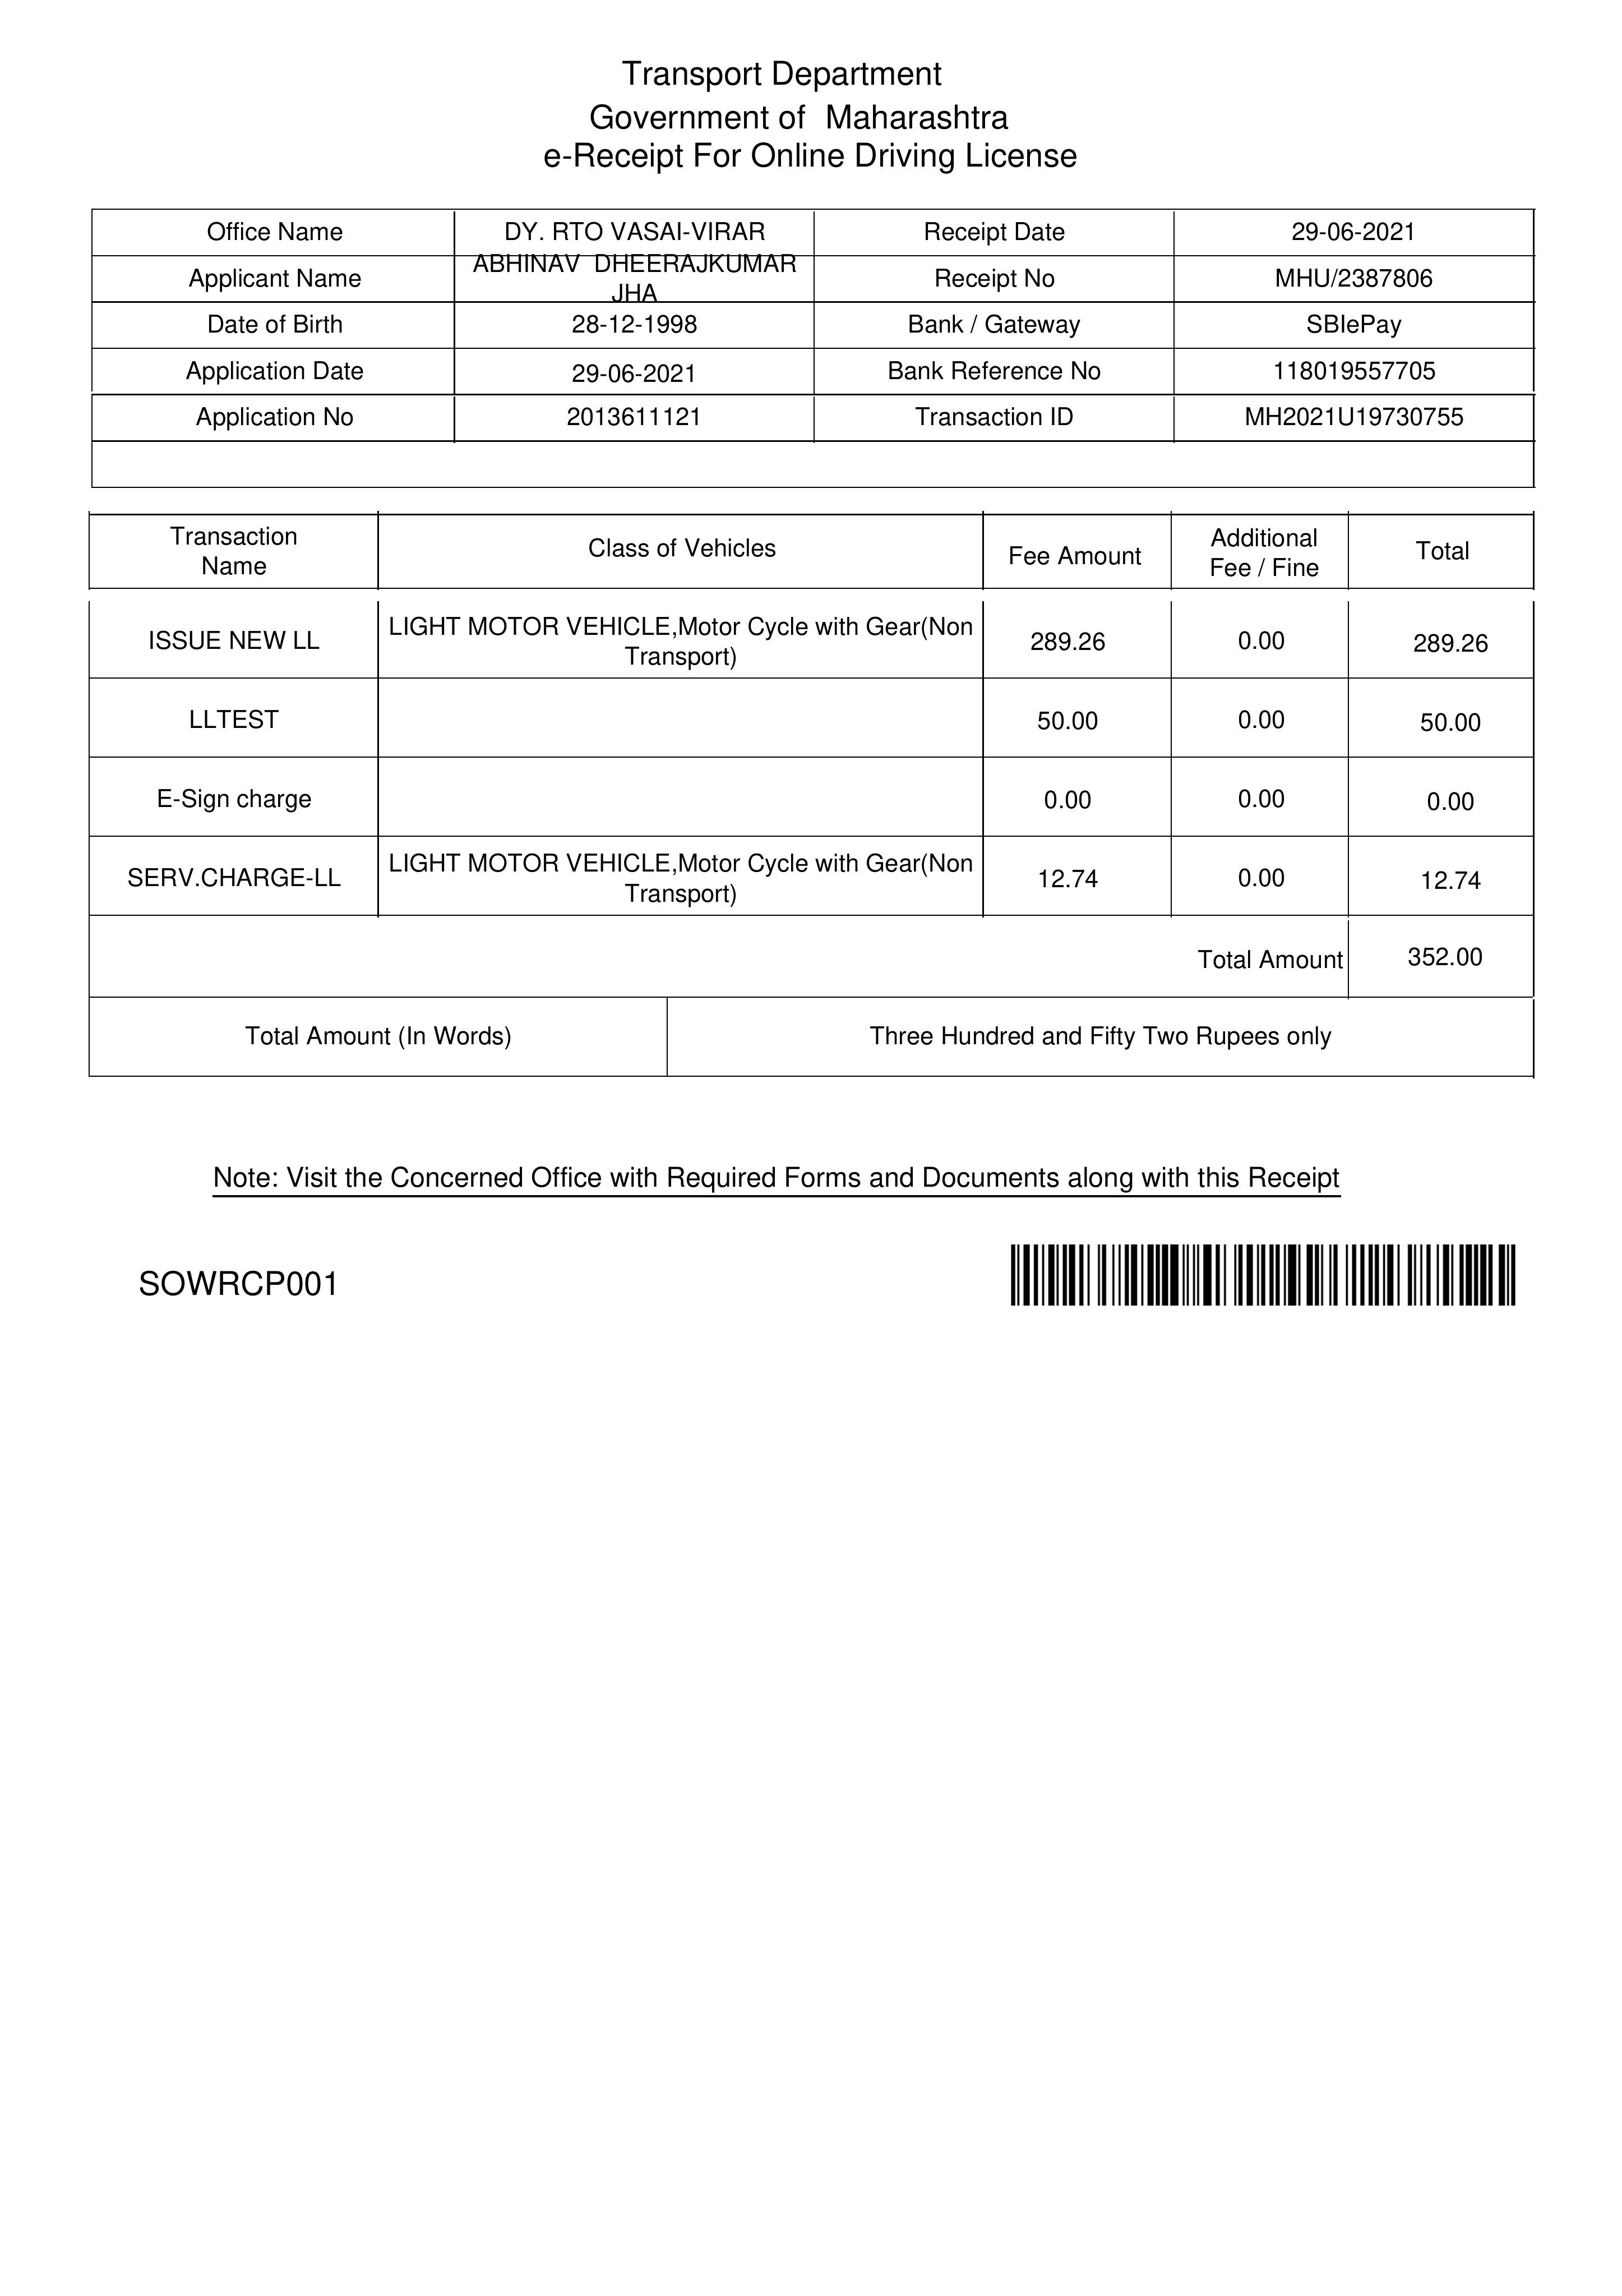 Transport Department
Government of Maharashtra
e-Receipt For Online Driving License
Office Name DY. RTO VASAI-VIRAR Receipt Date 29-06-2021
Applicant Name ABHINAV DHEERAJKUMAR JHA Receipt No MHU/2387806
Date of Birth 28-12-1998 Bank / Gateway SBIePay
Application Date 29-06-2021 Bank Reference No 118019557705
Application No 2013611121 Transaction ID MH2021U19730755
Transaction Name Class of Vehicles Fee Amount Additional Fee / Fine Total
ISSUE NEW LL LIGHT MOTOR VEHICLE,Motor Cycle with Gear(Non Transport) 289.26 0.00 289.26
LLTEST 50.00 0.00 50.00
E-Sign charge 0.00 0.00 0.00
SERV.CHARGE-LL LIGHT MOTOR VEHICLE,Motor Cycle with Gear(Non Transport) 12.74 0.00 12.74
Total Amount 352.00
Total Amount (In Words) Three Hundred and Fifty Two Rupees only
Note: Visit the Concerned Office with Required Forms and Documents along with this Receipt
SOWRCP001